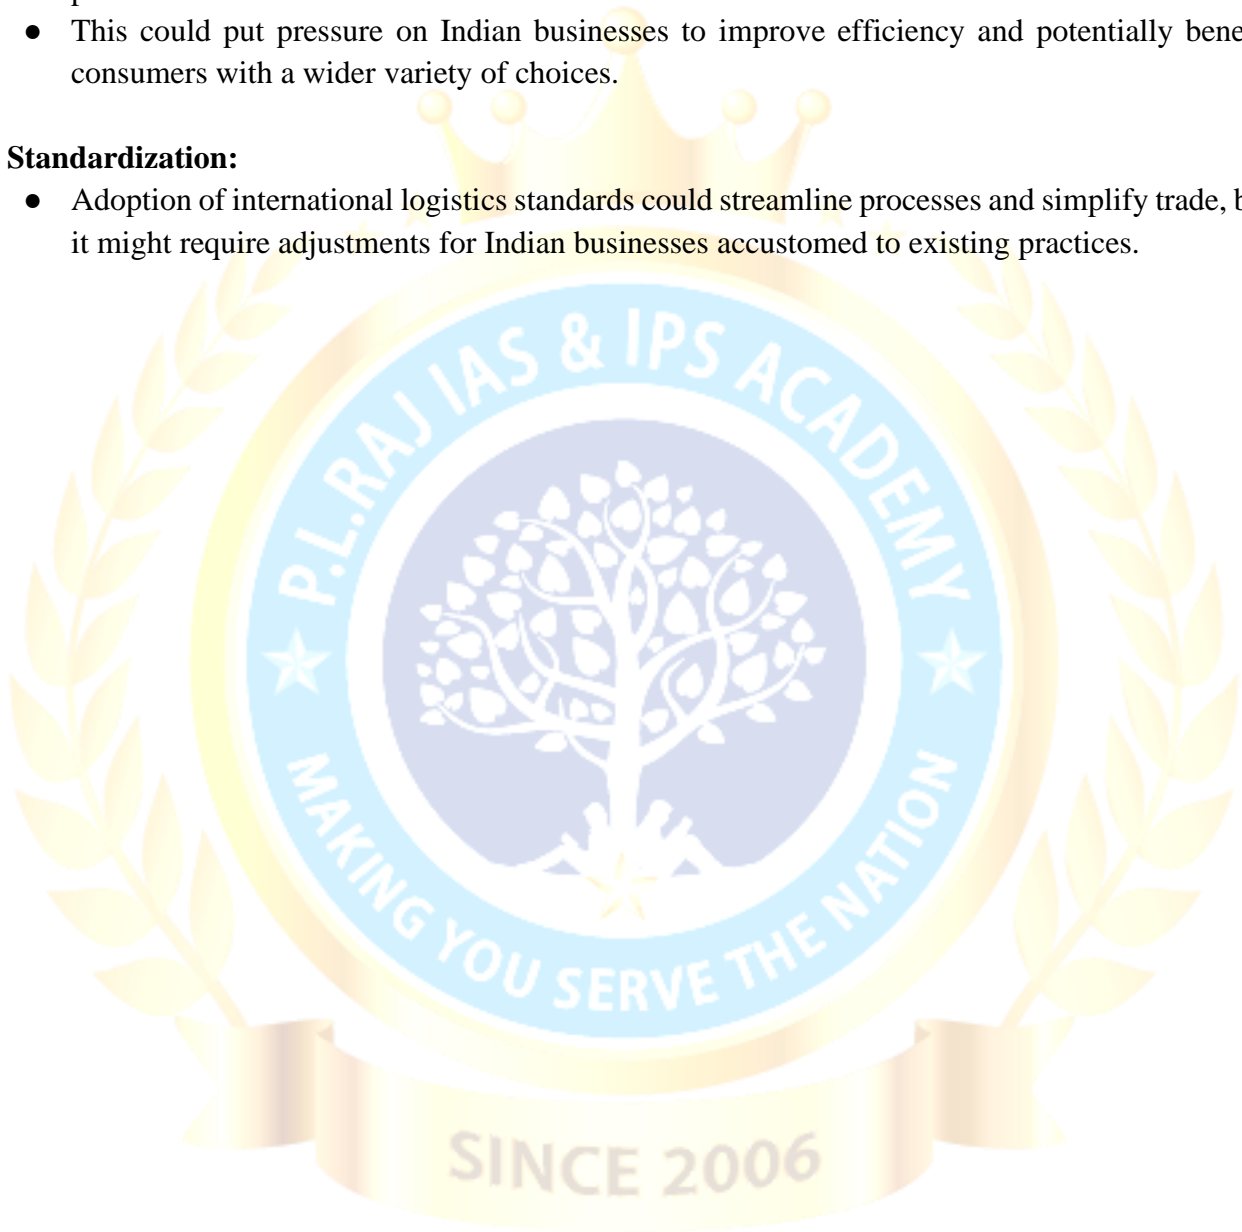 ● This could put pressure on Indian businesses to improve efficiency and potentially bene
consumers with a wider variety of choices.
Standardization:
● Adoption of international logistics standards could streamline processes and simplify trade, b
it might require adjustments for Indian businesses accustomed to existing practices.
P.L.RAJ IAS & IPS ACADEMY
MAKING YOU SERVE THE NATION
SINCE 2006